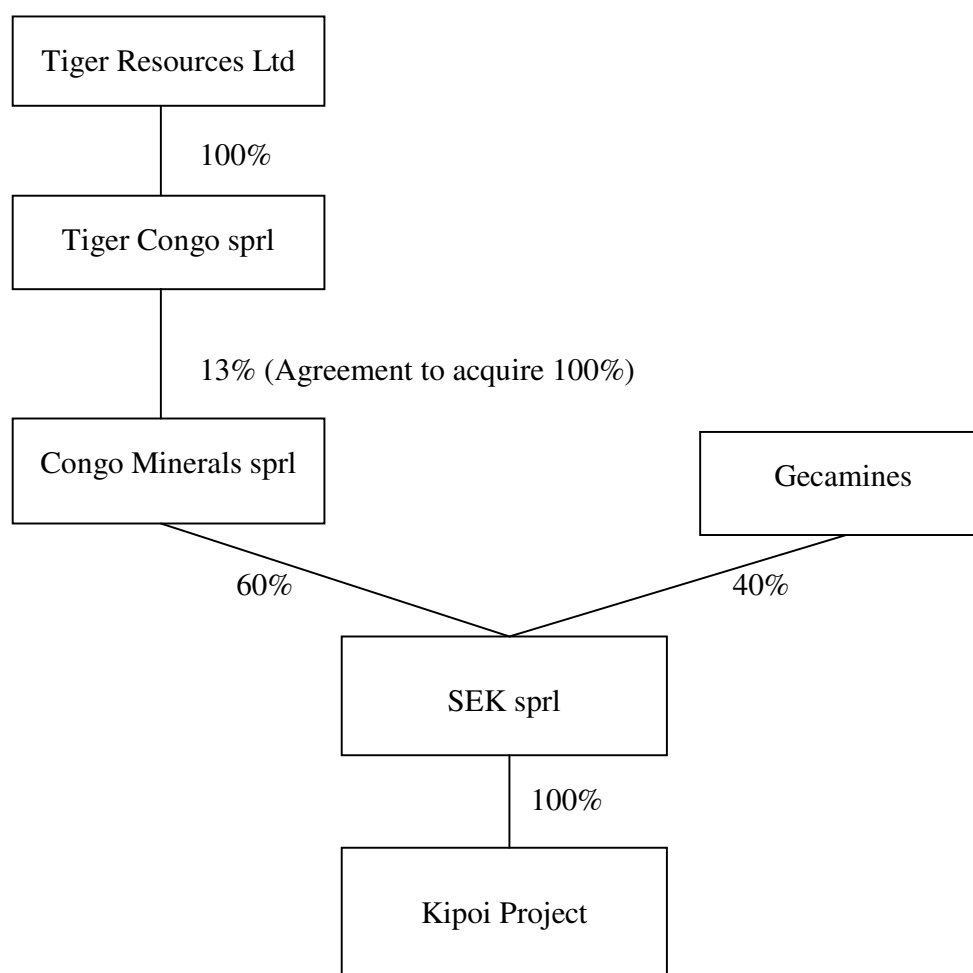 Tiger Resources Ltd
100%
Tiger Congo sprl
13% (Agreement to acquire 100%)
Congo Minerals sprl
Gecamines
60%
40%
SEK sprl
100%
Kipoi Project